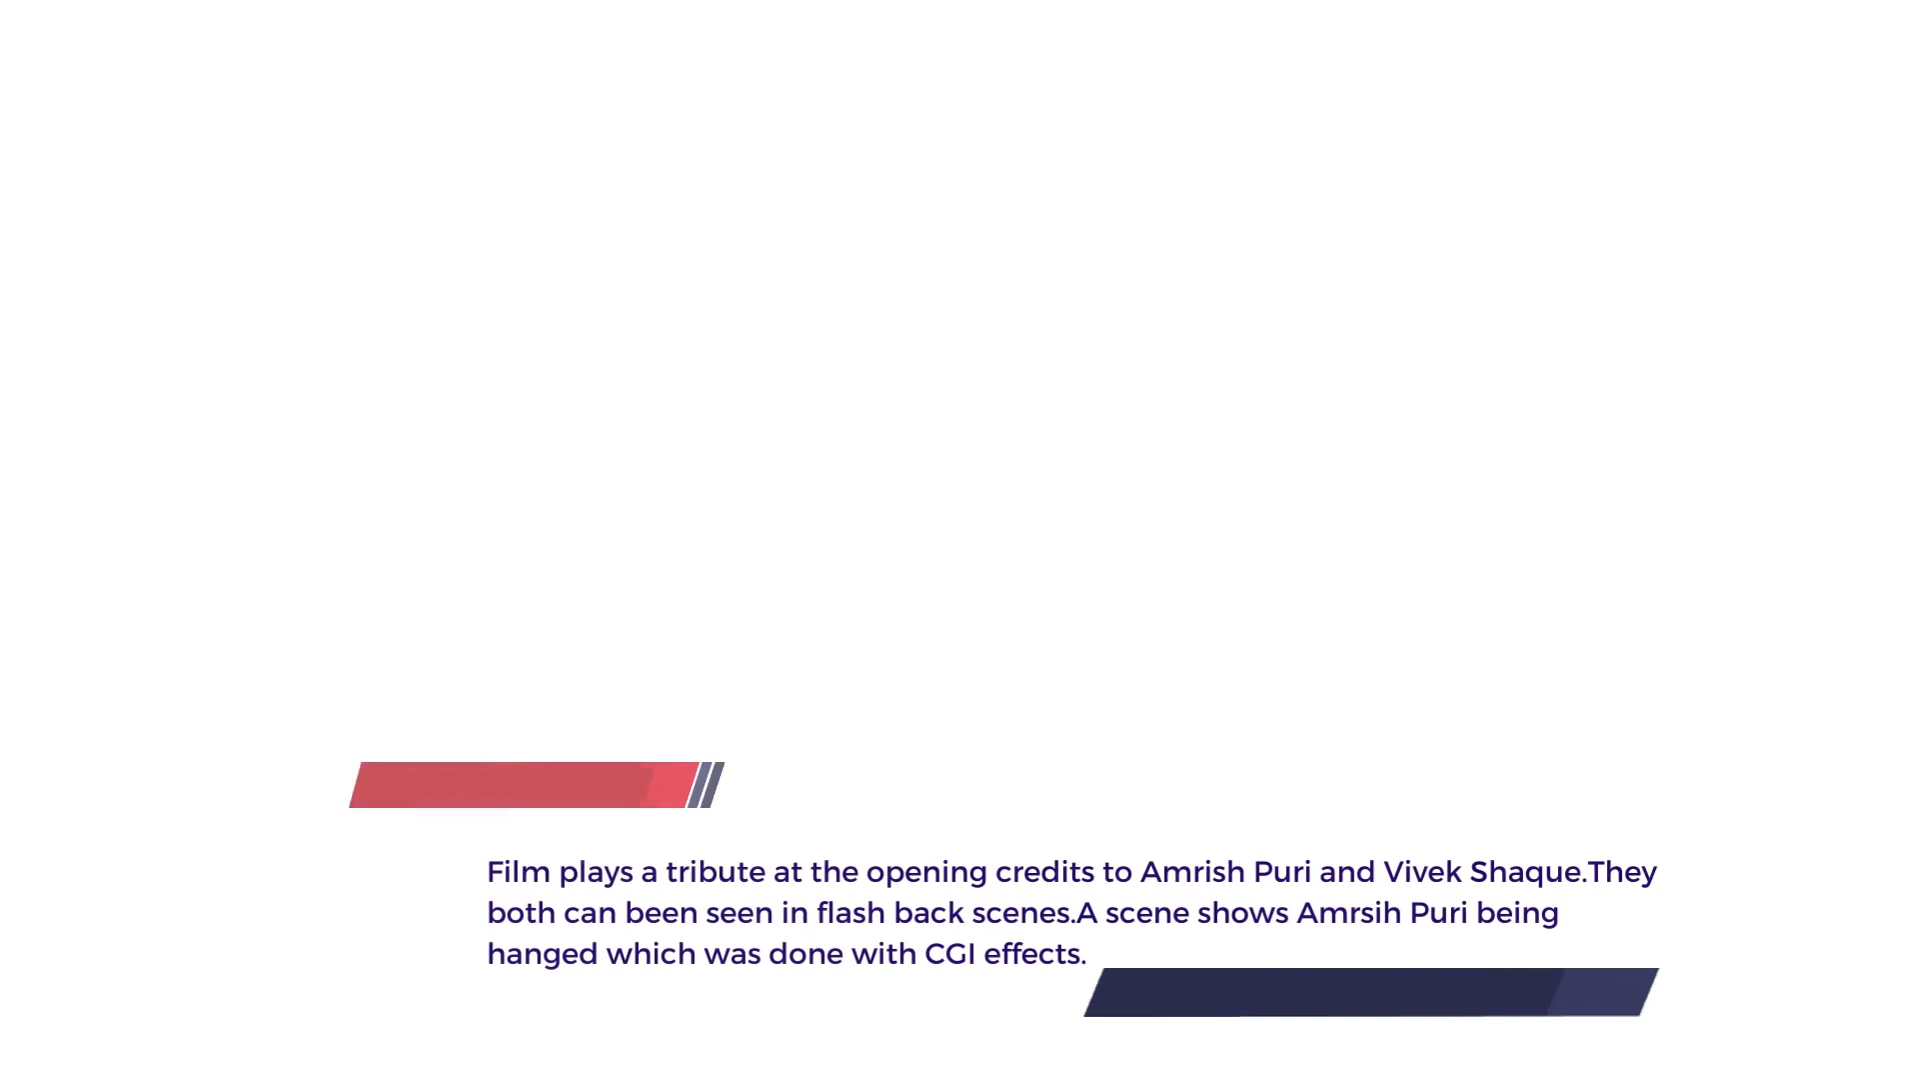 Film plays a tribute at the opening credits to Amrish Puri and Vivek Shaque.They
both can been seen in flash back scenes.A scene shows Amrsih Puri being
hanged which was done with CGI effects.